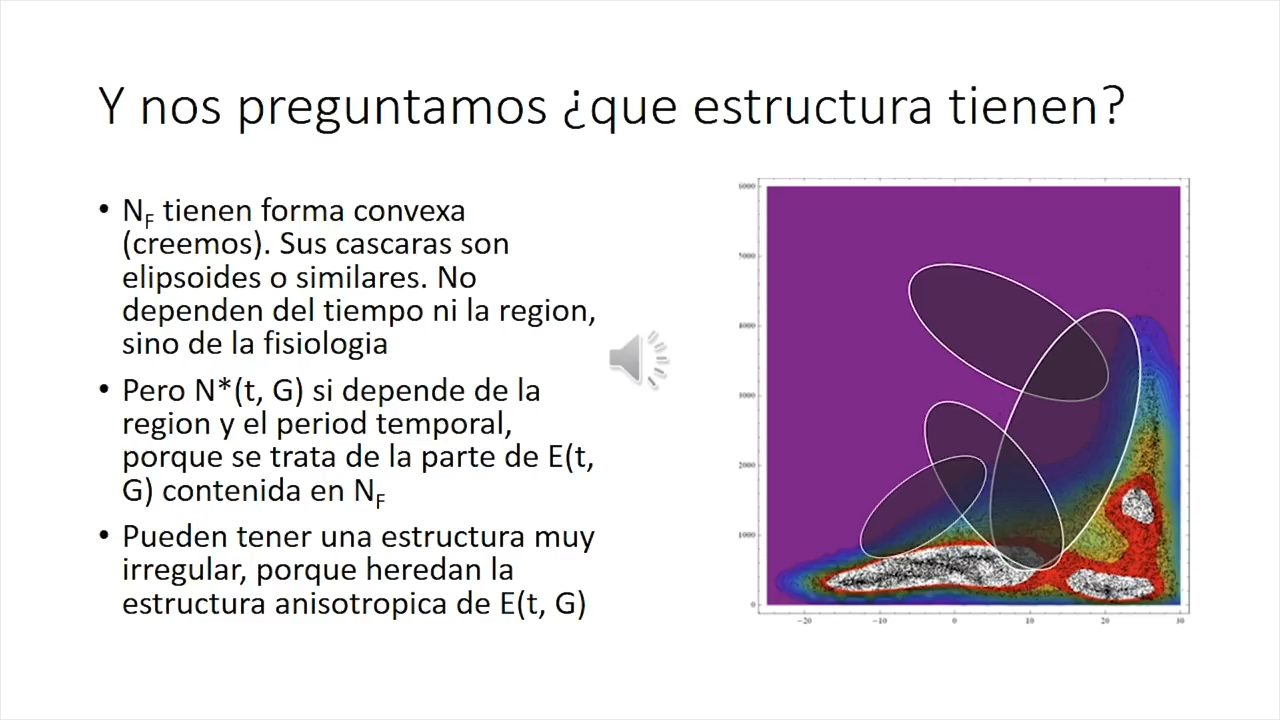 Y nos preguntamos ¿que estructura tienen?
• NF tienen forma convexa
(creemos). Sus cascaras son
elipsoides o similares. No
dependen del tiempo ni la region,
sino de la fisiologia
• Pero N*(t, G) si depende de la
region y el period temporal,
porque se trata de la parte de E(t,
G) contenida en NF
• Pueden tener una estructura muy
irregular, porque heredan la
estructura anisotropica de E(t, G)
6000
5000
4000
3000
2000
1000
0
−20 −10 0 10 20 30